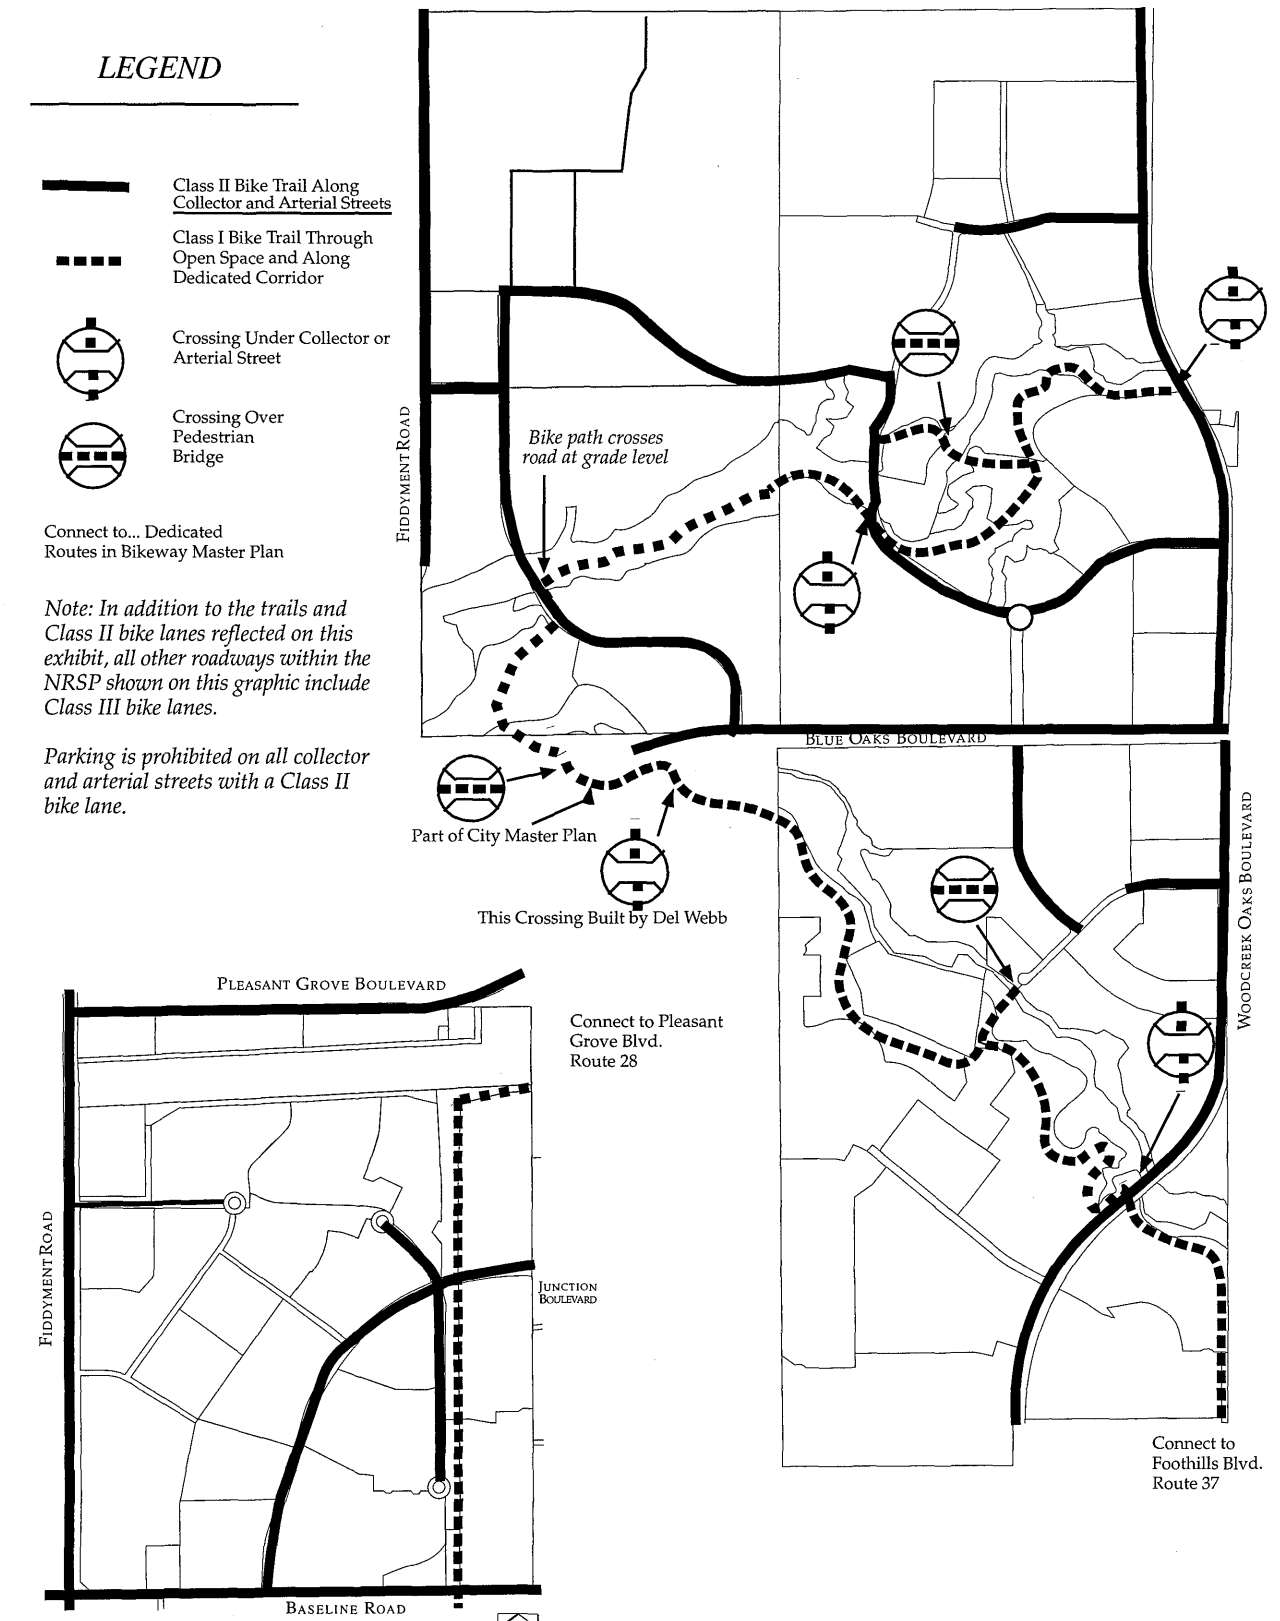 LEGEND
Class II Bike Trail Along
Collector and Arterial Streets
Class I Bike Trail Through
Open Space and Along
Dedicated Corridor
Crossing Under Collector or
Arterial Street
Crossing Over
Pedestrian
Bridge
Connect to... Dedicated
Routes in Bikeway Master Plan
Note: In addition to the trails and
Class II bike lanes reflected on this
exhibit, all other roadways within the
NRSP shown on this graphic include
Class III bike lanes.
Parking is prohibited on all collector
and arterial streets with a Class II
bike lane.
FIDDYMENT ROAD
Bike path crosses
road at grade level
BLUE OAKS BOULEVARD
Part of City Master Plan
This Crossing Built by Del Webb
WOODCREEK OAKS BOULEVARD
PLEASANT GROVE BOULEVARD
Connect to Pleasant
Grove Blvd.
Route 28
FIDDYMENT ROAD
JUNCTION
BOULEVARD
Connect to
Foothills Blvd.
Route 37
BASELINE ROAD